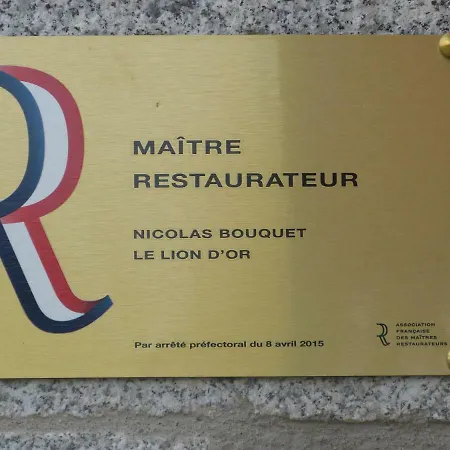 MAÎTRE
RESTAURATEUR
NICOLAS BOUQUET
LE LION D'OR
Par arrêté préfectoral du 8 avril 2015
ASSOCIATION
FRANÇAISE
DES MAÎTRES
RESTAURATEURS